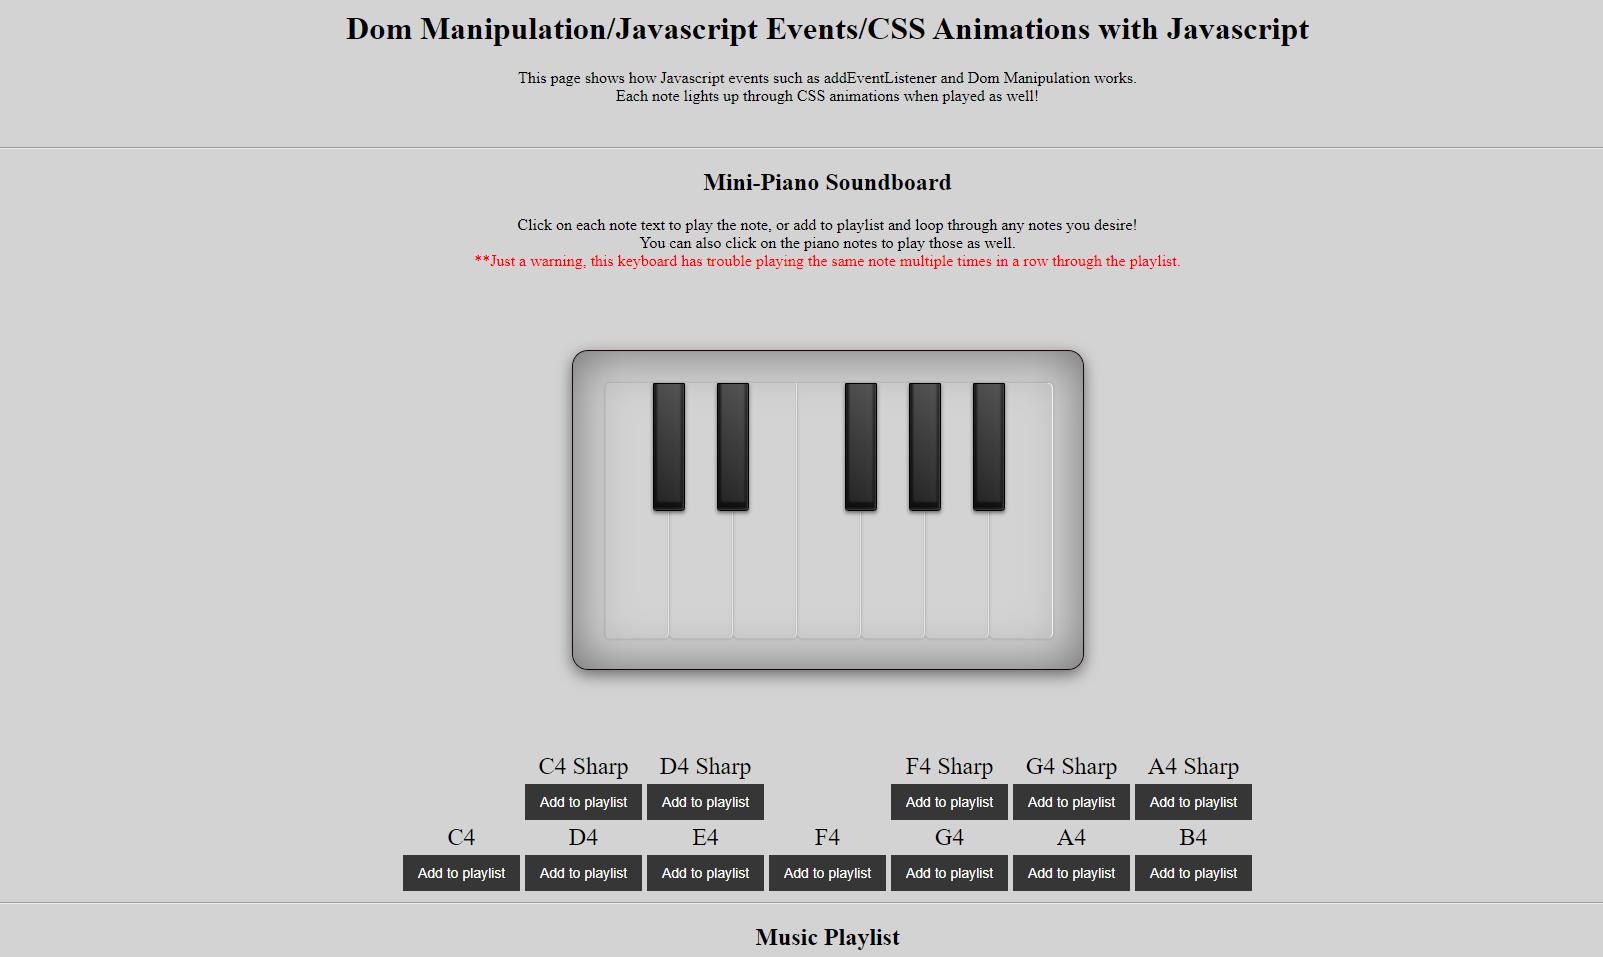 Dom Manipulation/Javascript Events/CSS Animations with Javascript
This page shows how Javascript events such as addEventListener and Dom Manipulation works.
Each note lights up through CSS animations when played as well!
Mini-Piano Soundboard
Click on each note text to play the note, or add to playlist and loop through any notes you desire!
You can also click on the piano notes to play those as well.
**Just a warning, this keyboard has trouble playing the same note multiple times in a row through the playlist.
C4 Sharp D4 Sharp F4 Sharp G4 Sharp A4 Sharp
Add to playlist Add to playlist Add to playlist Add to playlist Add to playlist
C4 D4 E4 F4 G4 A4 B4
Add to playlist Add to playlist Add to playlist Add to playlist Add to playlist Add to playlist Add to playlist
Music Playlist